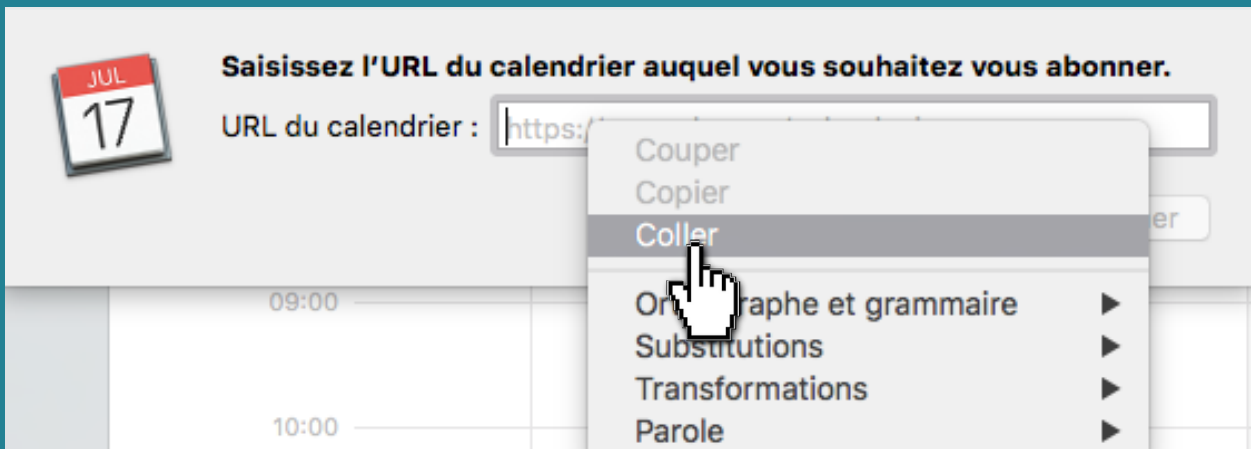 JUL
17
Saisissez l’URL du calendrier auquel vous souhaitez vous abonner.
URL du calendrier : https:/
Couper
Copier
Coller
er
09:00
Substitutions
Transformations
10:00
Parole
et grammaire